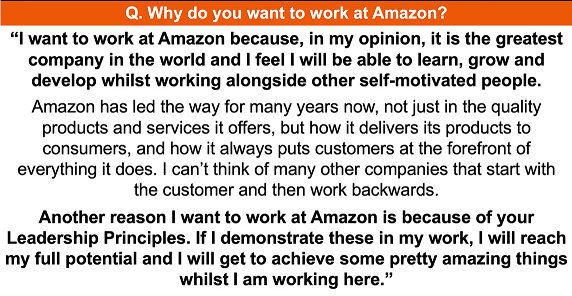 Q. Why do you want to work at Amazon?
“I want to work at Amazon because, in my opinion, it is the greatest
company in the world and I feel I will be able to learn, grow and
develop whilst working alongside other self-motivated people.
Amazon has led the way for many years now, not just in the quality
products and services it offers, but how it delivers its products to
consumers, and how it always puts customers at the forefront of
everything it does. I can’t think of many other companies that start with
the customer and then work backwards.
Another reason I want to work at Amazon is because of your
Leadership Principles. If I demonstrate these in my work, I will reach
my full potential and I will get to achieve some pretty amazing things
whilst I am working here.”